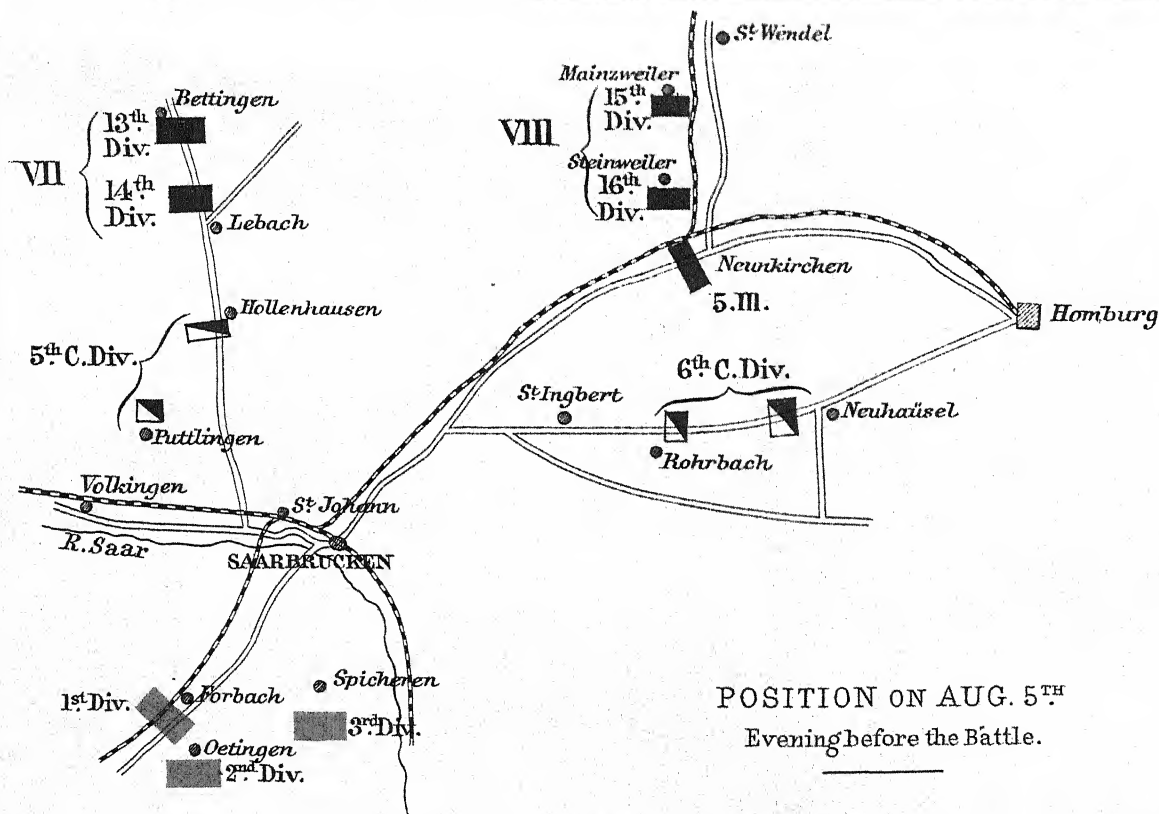 St. Wendel
Mainzweiler
Bettingen
15th
Div.
VIII
13th
Div.
VII
Steinweiler
16th
Div.
14th
Div.
Lebach
Neunkirchen
5.III.
Hollenhausen
Homburg
5th C.Div.
6th C.Div.
St. Ingbert
Neuhaüsel
Puttlingen
Rohrbach
Volkingen
St. Johann
R. Saar
SAARBRUCKEN
1st Div.
Forbach
Spicheren
3rd Div.
Oetingen
2nd Div.
POSITION ON AUG. 5TH
Evening before the Battle.